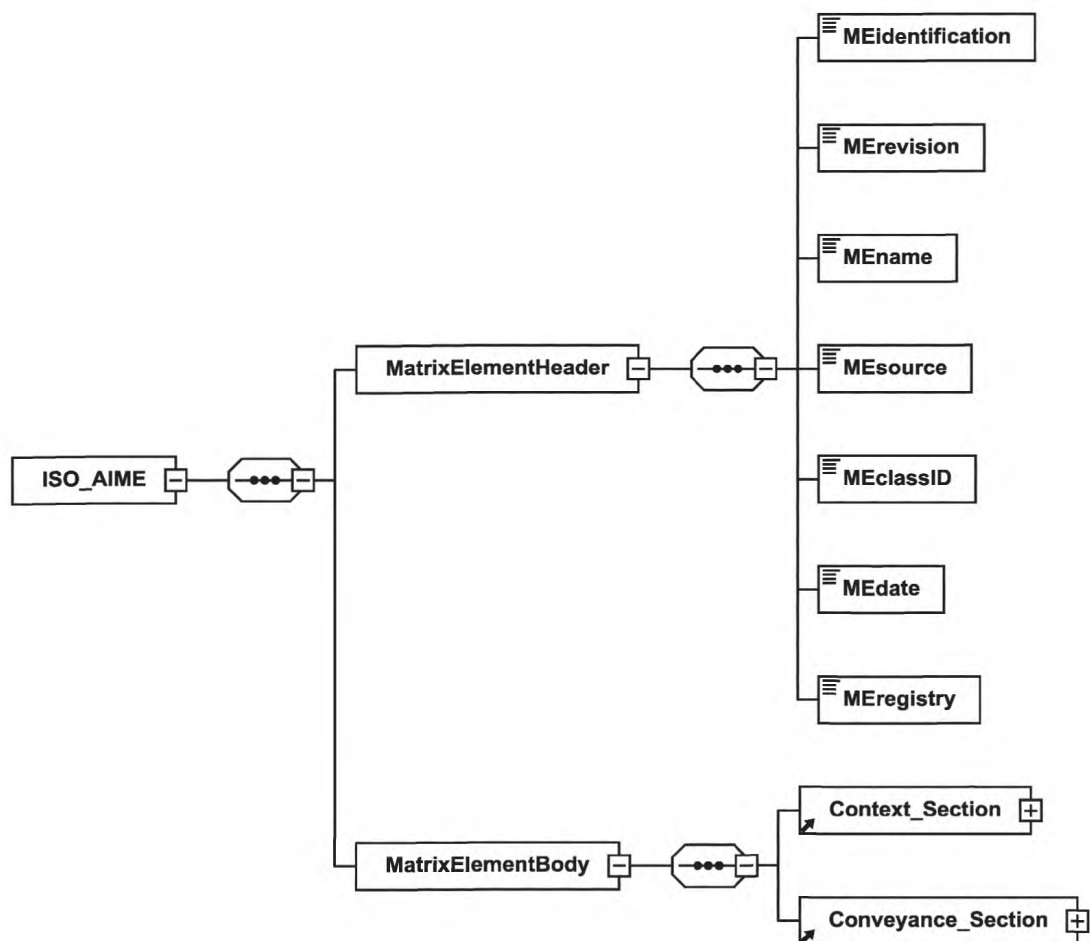 MEidentification
MErevision
MEname
MatrixElementHeader
MEsource
ISO_AIME
MEclassID
MEdate
MEregistry
Context_Section
MatrixElementBody
Conveyance_Section